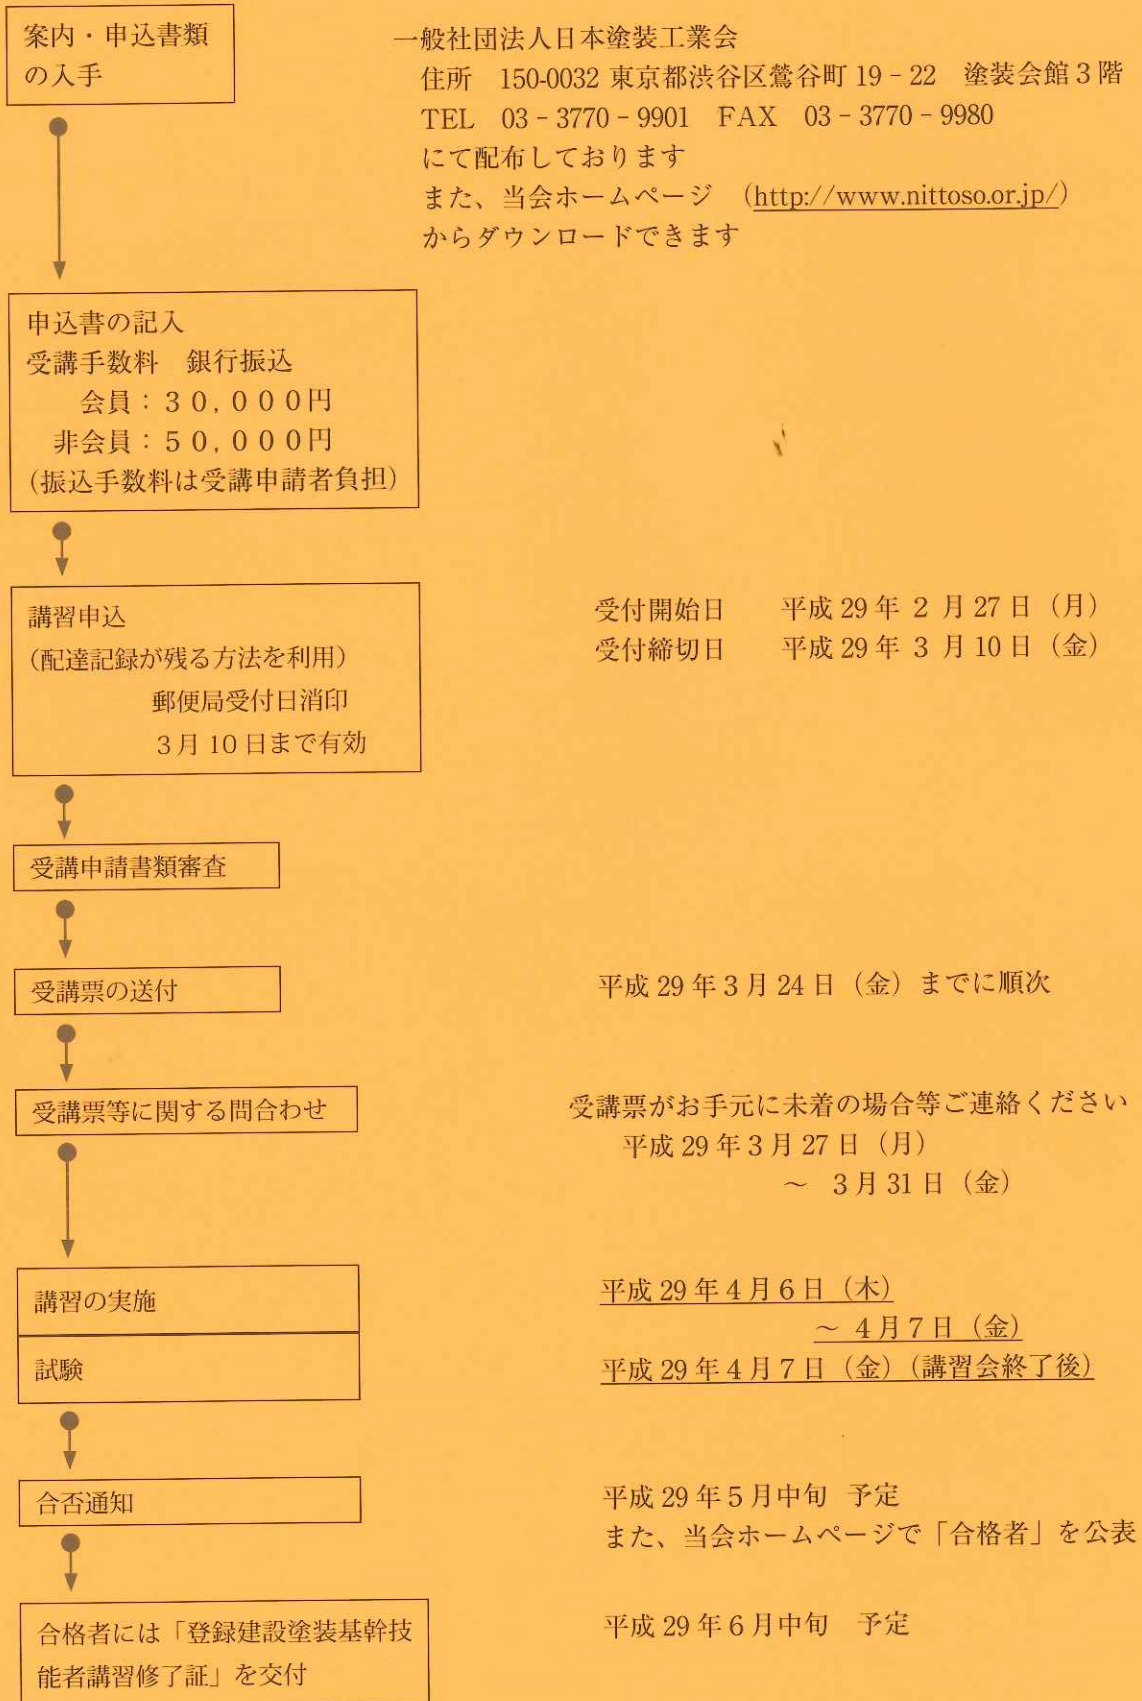 案内・申込書類
の入手
一般社団法人日本塗装工業会
住所　150-0032 東京都渋谷区鶯谷町 19 - 22　塗装会館３階
TEL　03 - 3770 - 9901　FAX　03 - 3770 - 9980
にて配布しております
また、当会ホームページ　(http://www.nittoso.or.jp/)
からダウンロードできます
申込書の記入
受講手数料　銀行振込
会員：３０,０００円
非会員：５０,０００円
(振込手数料は受講申請者負担)
講習申込
(配達記録が残る方法を利用)
郵便局受付日消印
３月 10 日まで有効
受付開始日　　平成 29 年 ２ 月 27 日（月）
受付締切日　　平成 29 年 ３ 月 10 日（金）
受講申請書類審査
受講票の送付
平成 29 年３月 24 日（金）までに順次
受講票等に関する問合わせ
受講票がお手元に未着の場合等ご連絡ください
平成 29 年３月 27 日（月）
～　３月 31 日（金）
講習の実施
平成 29 年４月６日（木）
～ ４月７日（金）
試験
平成 29 年４月７日（金）(講習会終了後)
合否通知
平成 29 年５月中旬　予定
また、当会ホームページで「合格者」を公表
合格者には「登録建設塗装基幹技
能者講習修了証」を交付
平成 29 年６月中旬　予定